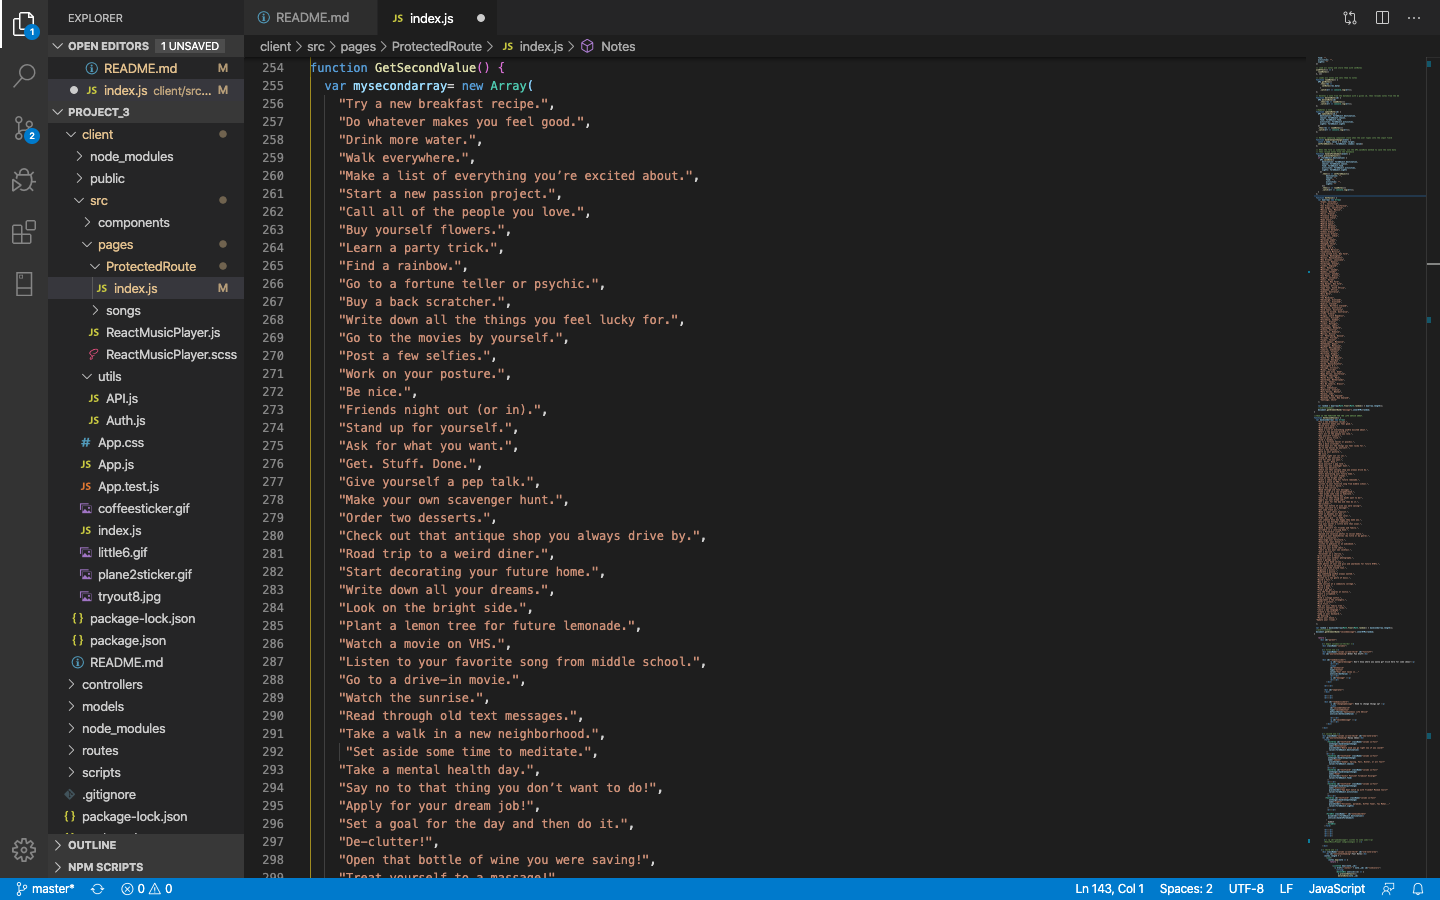 EXPLORER
OPEN EDITORS 1 UNSAVED
README.md M
index.js client/src... M
PROJECT_3
client
node_modules
public
src
components
pages
ProtectedRoute
JS index.js M
songs
JS ReactMusicPlayer.js
ReactMusicPlayer.scss
utils
JS API.js
JS Auth.js
# App.css
JS App.js
JS App.test.js
coffeesticker.gif
JS index.js
little6.gif
plane2sticker.gif
tryout8.jpg
{} package-lock.json
{} package.json
README.md
controllers
models
node_modules
routes
scripts
.gitignore
{} package-lock.json
OUTLINE
NPM SCRIPTS
1
2
README.md
JS index.js
client > src > pages > ProtectedRoute > JS index.js > Notes
254 function GetSecondValue() {
255 var mysecondarray= new Array(
256 "Try a new breakfast recipe.",
257 "Do whatever makes you feel good.",
258 "Drink more water.",
259 "Walk everywhere.",
260 "Make a list of everything you’re excited about.",
261 "Start a new passion project.",
262 "Call all of the people you love.",
263 "Buy yourself flowers.",
264 "Learn a party trick.",
265 "Find a rainbow.",
266 "Go to a fortune teller or psychic.",
267 "Buy a back scratcher.",
268 "Write down all the things you feel lucky for.",
269 "Go to the movies by yourself.",
270 "Post a few selfies.",
271 "Work on your posture.",
272 "Be nice.",
273 "Friends night out (or in).",
274 "Stand up for yourself.",
275 "Ask for what you want.",
276 "Get. Stuff. Done.",
277 "Give yourself a pep talk.",
278 "Make your own scavenger hunt.",
279 "Order two desserts.",
280 "Check out that antique shop you always drive by.",
281 "Road trip to a weird diner.",
282 "Start decorating your future home.",
283 "Write down all your dreams.",
284 "Look on the bright side.",
285 "Plant a lemon tree for future lemonade.",
286 "Watch a movie on VHS.",
287 "Listen to your favorite song from middle school.",
288 "Go to a drive-in movie.",
289 "Watch the sunrise.",
290 "Read through old text messages.",
291 "Take a walk in a new neighborhood.",
292 "Set aside some time to meditate.",
293 "Take a mental health day.",
294 "Say no to that thing you don’t want to do!",
295 "Apply for your dream job!",
296 "Set a goal for the day and then do it.",
297 "De-clutter!",
298 "Open that bottle of wine you were saving!",
299 "Treat yourself to a massage!"
master* 0 0
Ln 143, Col 1 Spaces: 2 UTF-8 LF JavaScript